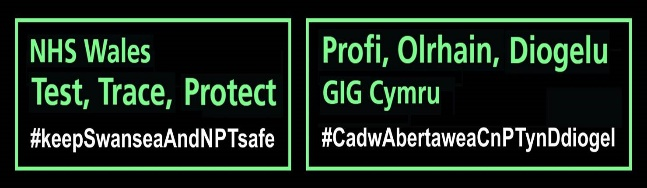 NHS Wales
Test, Trace, Protect
#keepSwanseaAndNPTsafe
Profi, Olrhain, Diogelu
GIG Cymru
#CadwAbertaweaCnPTynDdiogel